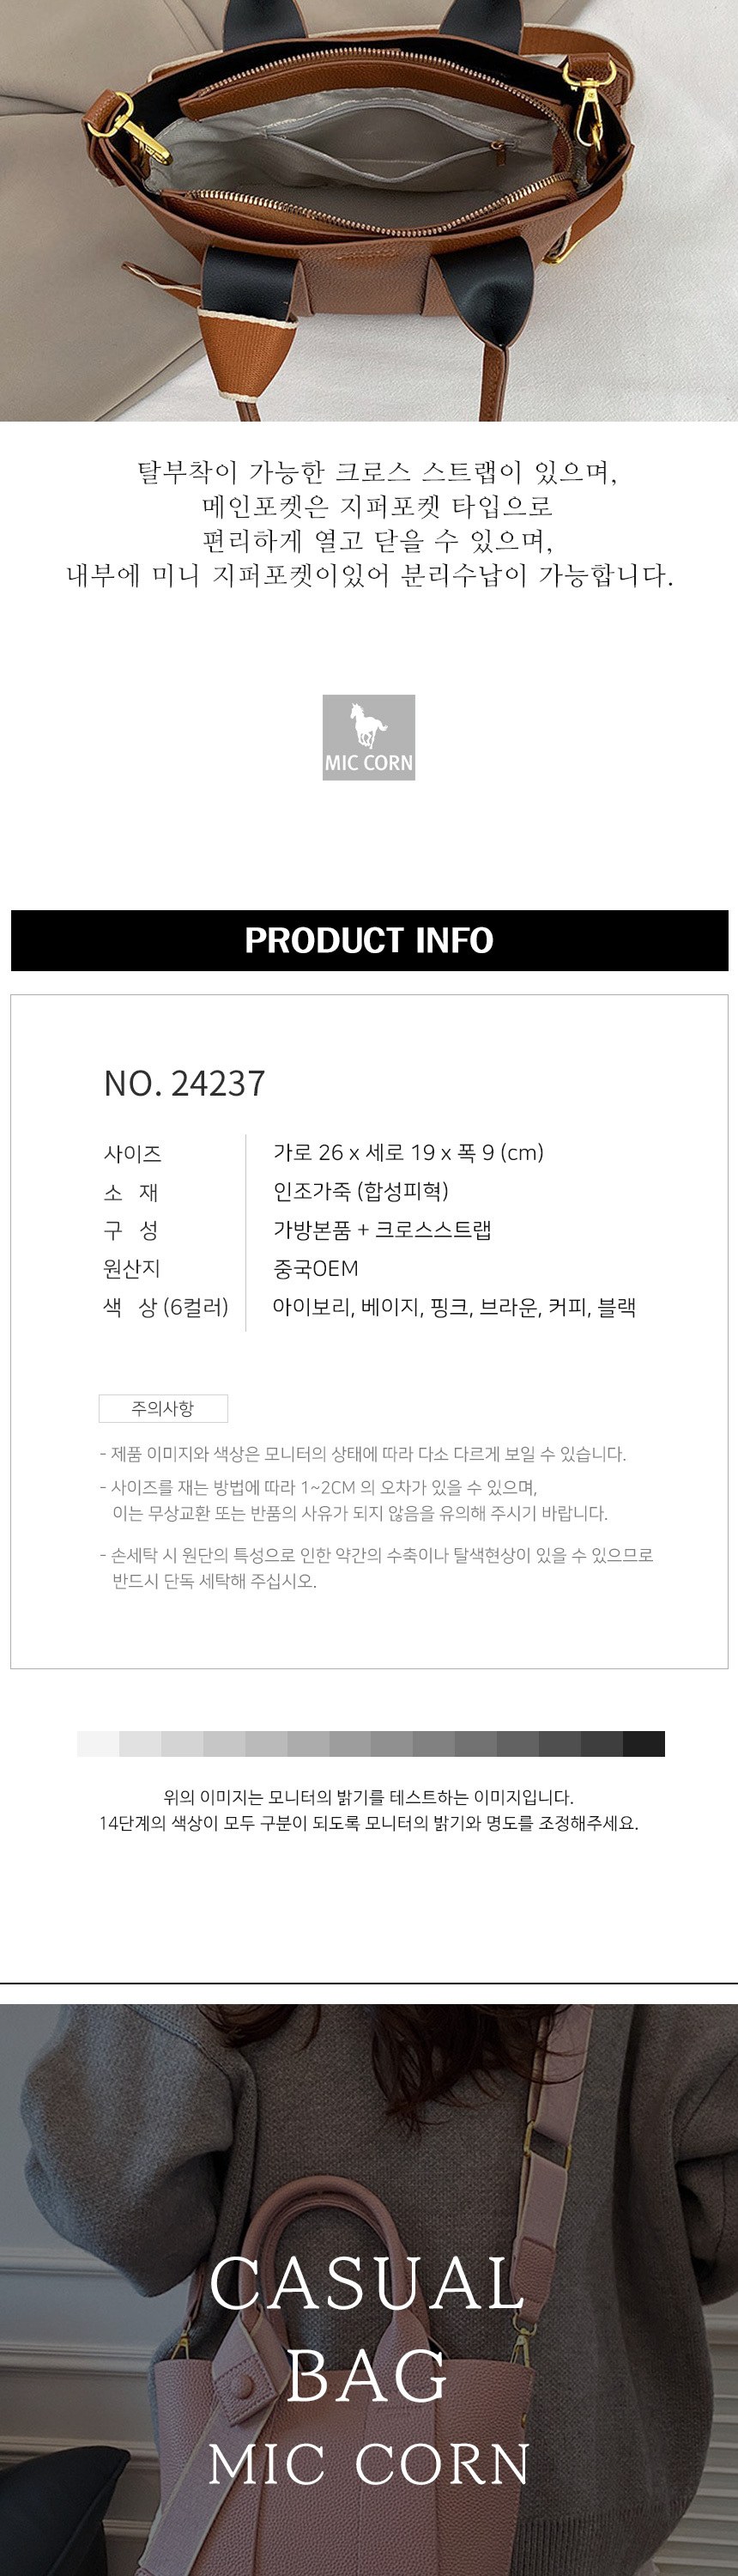 탈부착이 가능한 크로스 스트랩이 있으며,
메인포켓은 지퍼포켓 타입으로
편리하게 열고 닫을 수 있으며,
내부에 미니 지퍼포켓이있어 분리수납이 가능합니다.
MIC CORN
PRODUCT INFO
NO. 24237
사이즈 가로 26 x 세로 19 x 폭 9 (cm)
소 재 인조가죽 (합성피혁)
구 성 가방본품 + 크로스스트랩
원산지 중국OEM
색 상 (6컬러) 아이보리, 베이지, 핑크, 브라운, 커피, 블랙
주의사항
- 제품 이미지와 색상은 모니터의 상태에 따라 다소 다르게 보일 수 있습니다.
- 사이즈를 재는 방법에 따라 1~2CM 의 오차가 있을 수 있으며,
이는 무상교환 또는 반품의 사유가 되지 않음을 유의해 주시기 바랍니다.
- 손세탁 시 원단의 특성으로 인한 약간의 수축이나 탈색현상이 있을 수 있으므로
반드시 단독 세탁해 주십시오.
위의 이미지는 모니터의 밝기를 테스트하는 이미지입니다.
14단계의 색상이 모두 구분이 되도록 모니터의 밝기와 명도를 조정해주세요.
CASUAL
BAG
MIC CORN